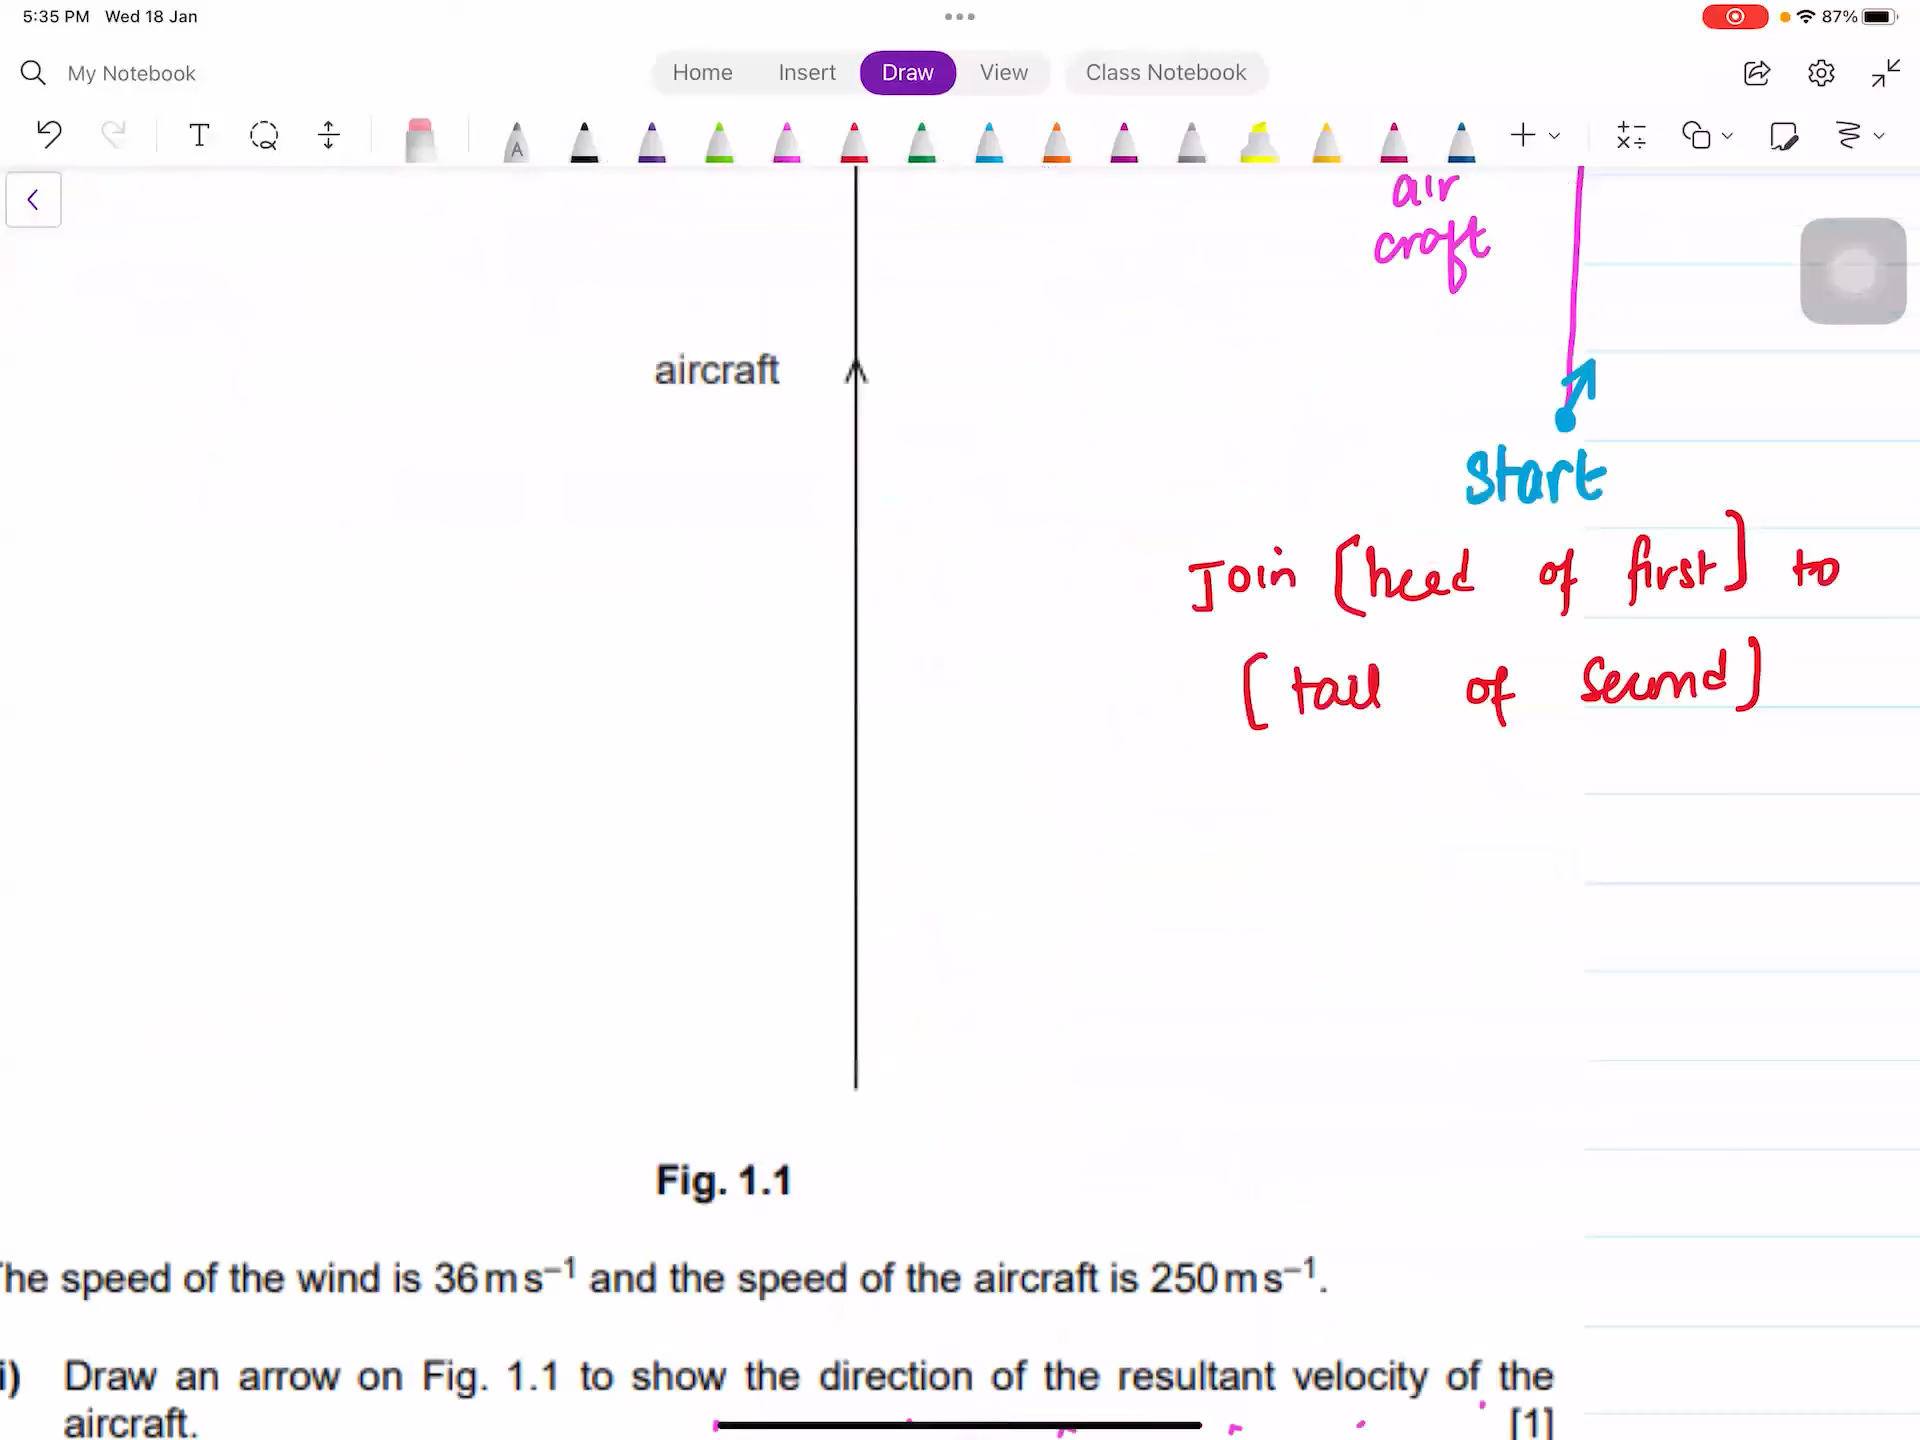 5:35 PM Wed 18 Jan
87%
My Notebook
Home Insert Draw View Class Notebook
T
A
air
craft
aircraft
Start
Join [head of first] to
[tail of second]
Fig. 1.1
he speed of the wind is 36 m s⁻¹ and the speed of the aircraft is 250 m s⁻¹.
i) Draw an arrow on Fig. 1.1 to show the direction of the resultant velocity of the
aircraft. [1]